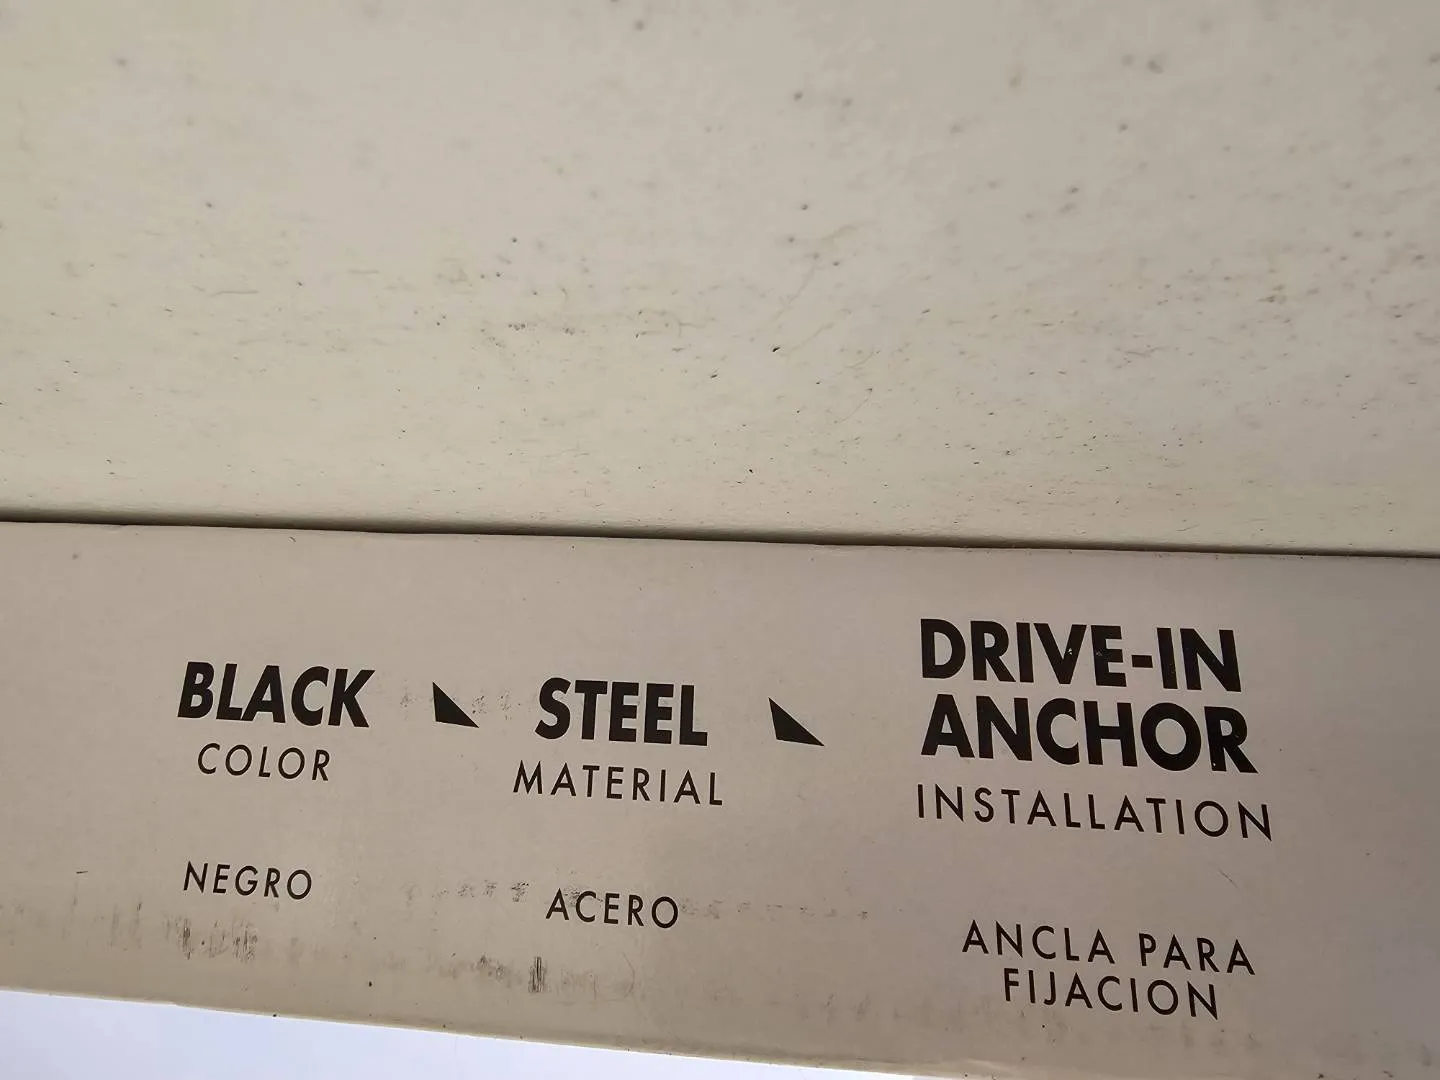 BLACK
COLOR
NEGRO
STEEL
MATERIAL
ACERO
DRIVE-IN
ANCHOR
INSTALLATION
ANCLA PARA
FIJACION